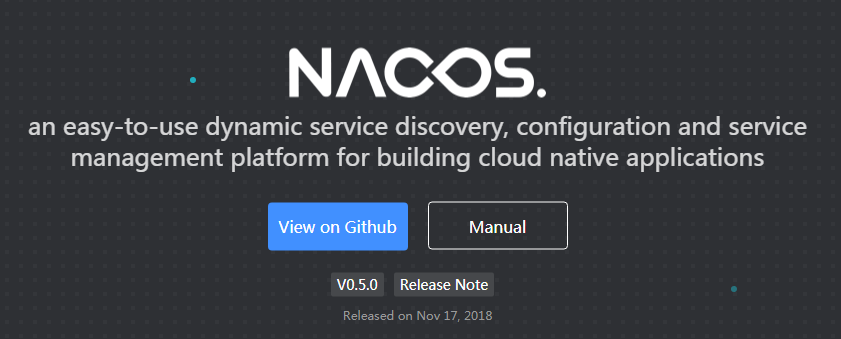 NACOS.
an easy-to-use dynamic service discovery, configuration and service
management platform for building cloud native applications
View on Github
Manual
V0.5.0
Release Note
Released on Nov 17, 2018